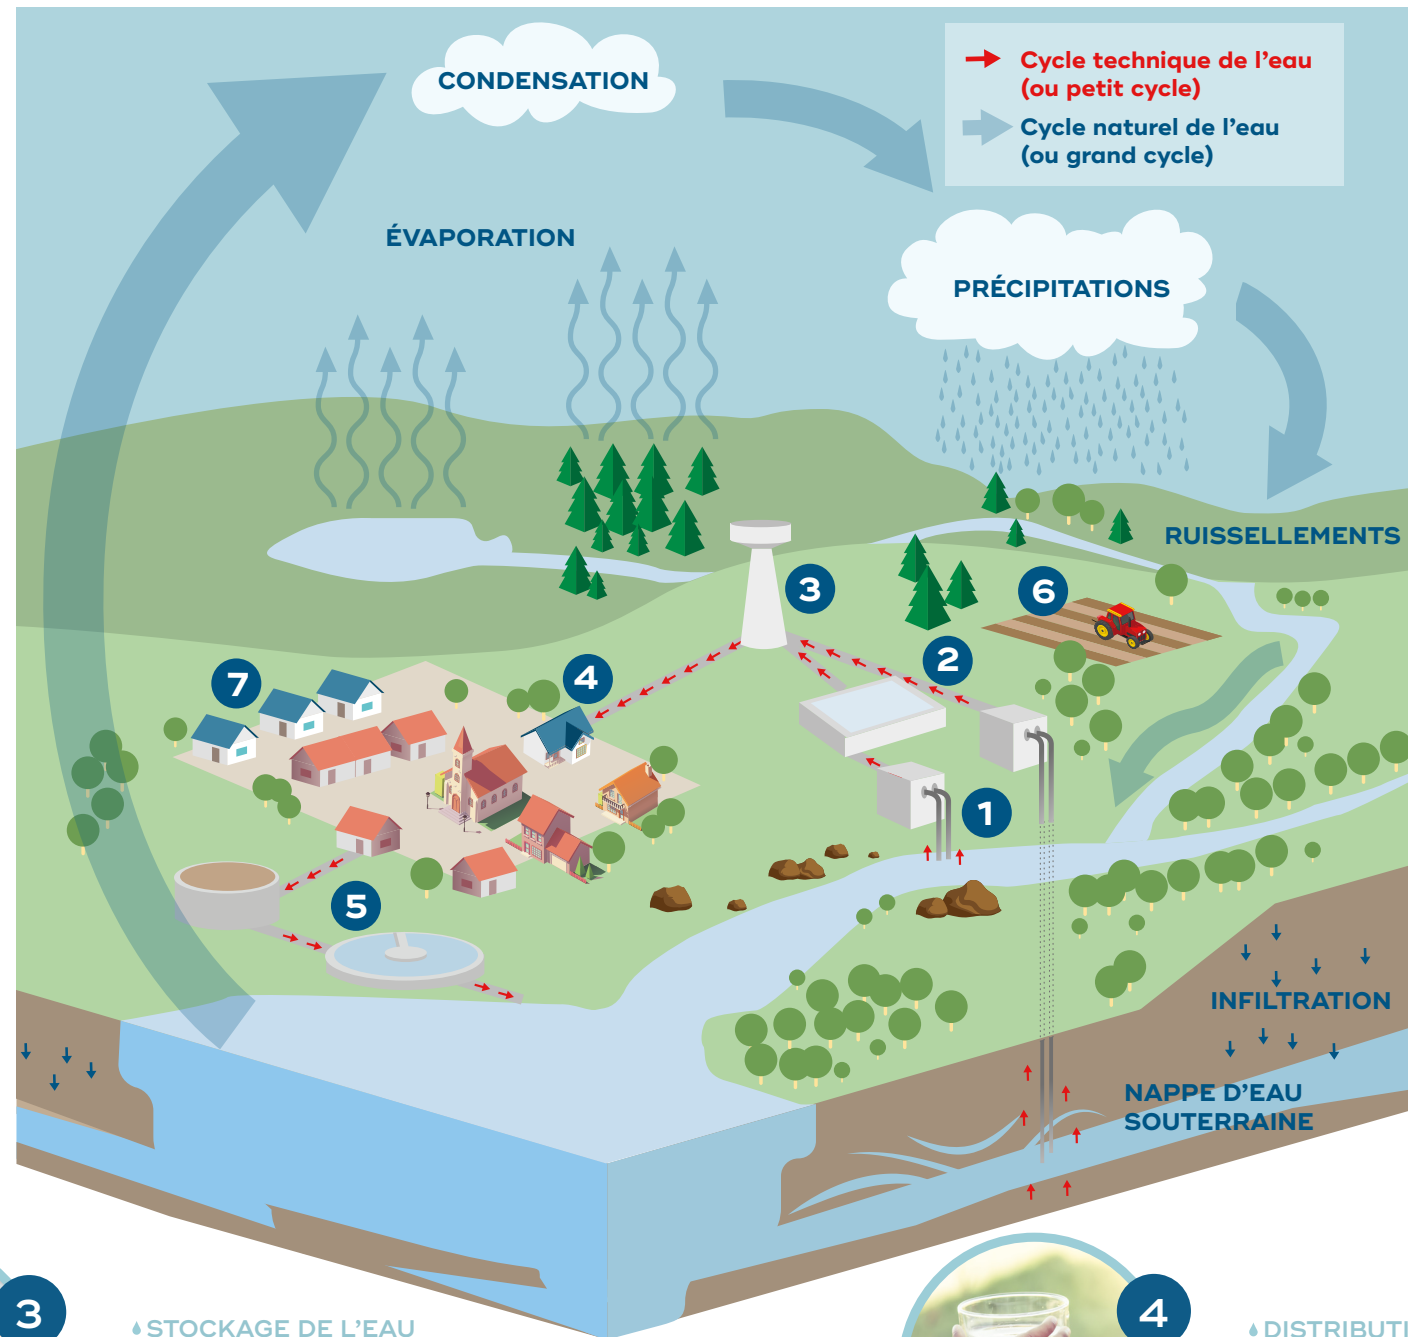 CONDENSATION
Cycle technique de l'eau
(ou petit cycle)
Cycle naturel de l'eau
(ou grand cycle)
ÉVAPORATION
PRÉCIPITATIONS
RUISSELLEMENTS
3
6
2
4
7
1
5
INFILTRATION
NAPPE D'EAU
SOUTERRAINE
3
STOCKAGE DE L'EAU
4